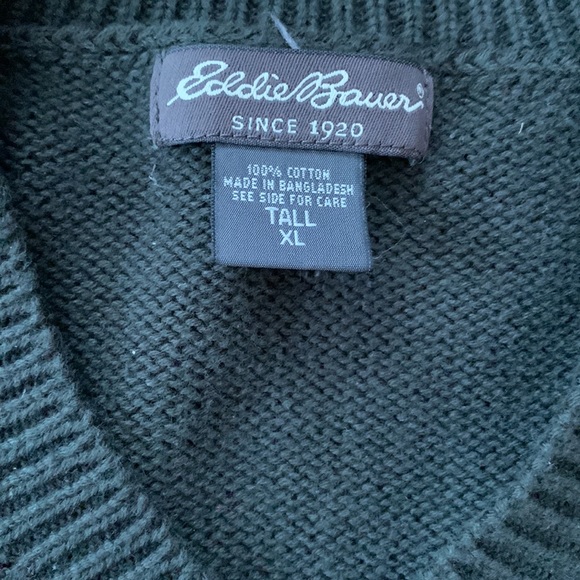 Eddie Bauer®
SINCE 1920
100% COTTON
MADE IN BANGLADESH
SEE SIDE FOR CARE
TALL
XL